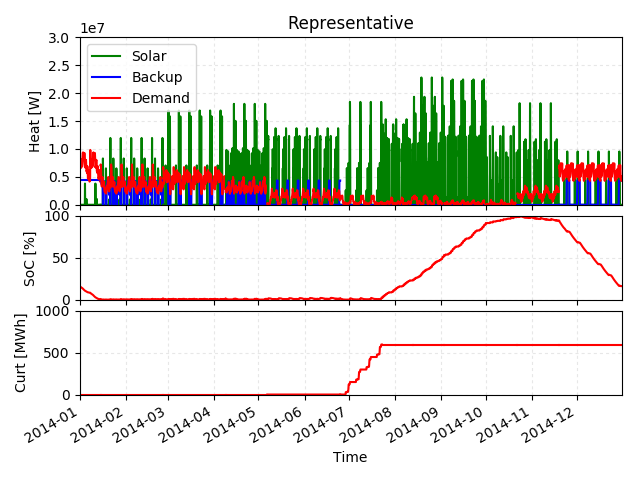 Representative
1e7
3.0
2.5
2.0
1.5
1.0
0.5
0.0
Heat [W]
Solar
Backup
Demand
100
50
0
SoC [%]
1000
500
0
Curt [MWh]
2014-01
2014-02
2014-03
2014-04
2014-05
2014-06
2014-07
2014-08
2014-09
2014-10
2014-11
2014-12
Time